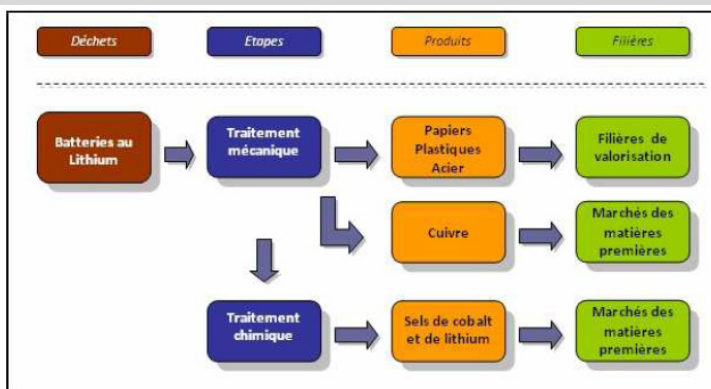 Déchets
Etapes
Produits
Filières
Batteries au
Lithium
Traitement
mécanique
Papiers
Plastiques
Acier
Filières de
valorisation
Cuivre
Marchés des
matières
premières
Traitement
chimique
Sels de cobalt
et de lithium
Marchés des
matières
premières